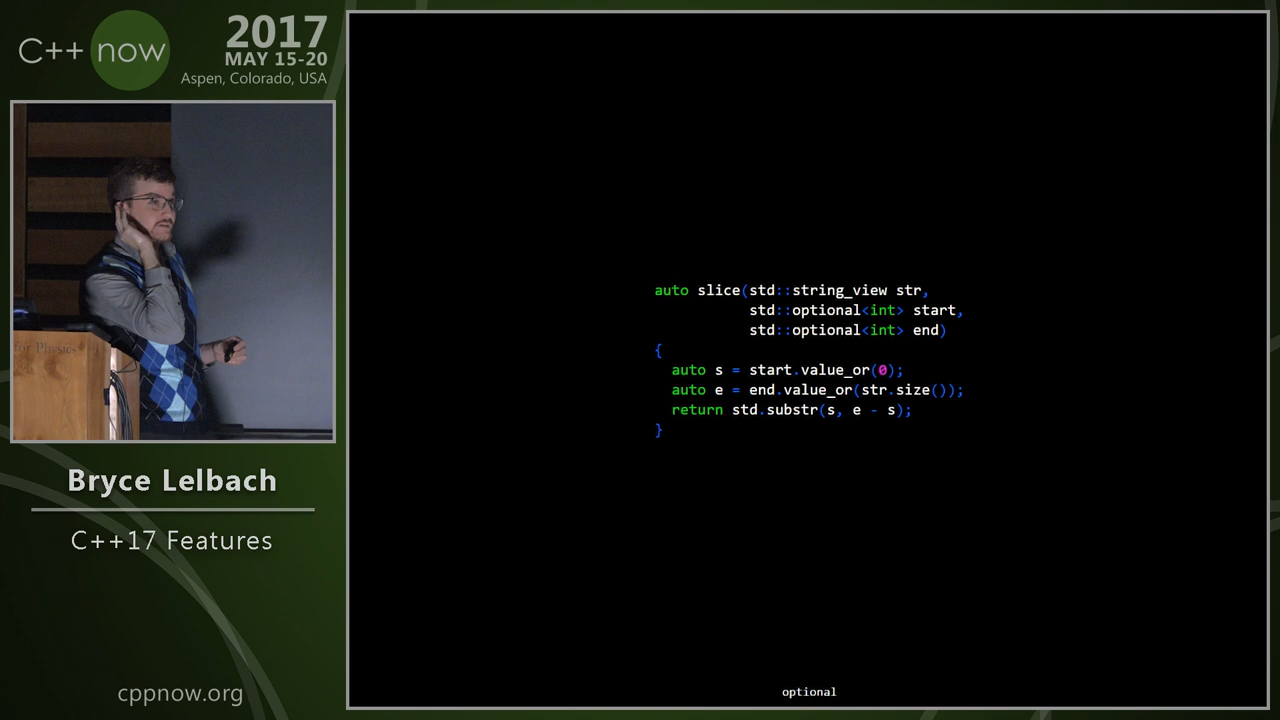 C++ now
2017
MAY 15-20
Aspen, Colorado, USA
for Physics
Bryce Lelbach
C++17 Features
cppnow.org
auto slice(std::string_view str,
std::optional<int> start,
std::optional<int> end)
{
auto s = start.value_or(0);
auto e = end.value_or(str.size());
return std.substr(s, e - s);
}
optional